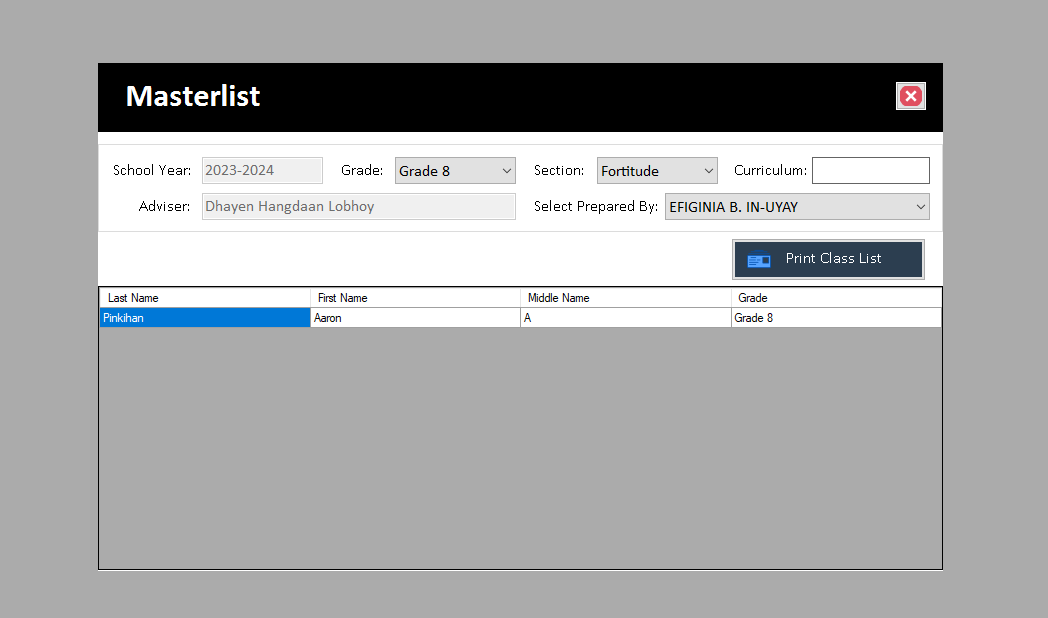 Masterlist
School Year: 2023-2024 Grade: Grade 8 Section: Fortitude Curriculum:
Adviser: Dhayen Hangdaan Lobhoy Select Prepared By: EFIGINIA B. IN-UYAY
Print Class List
Last Name First Name Middle Name Grade
Pinkihan Aaron A Grade 8